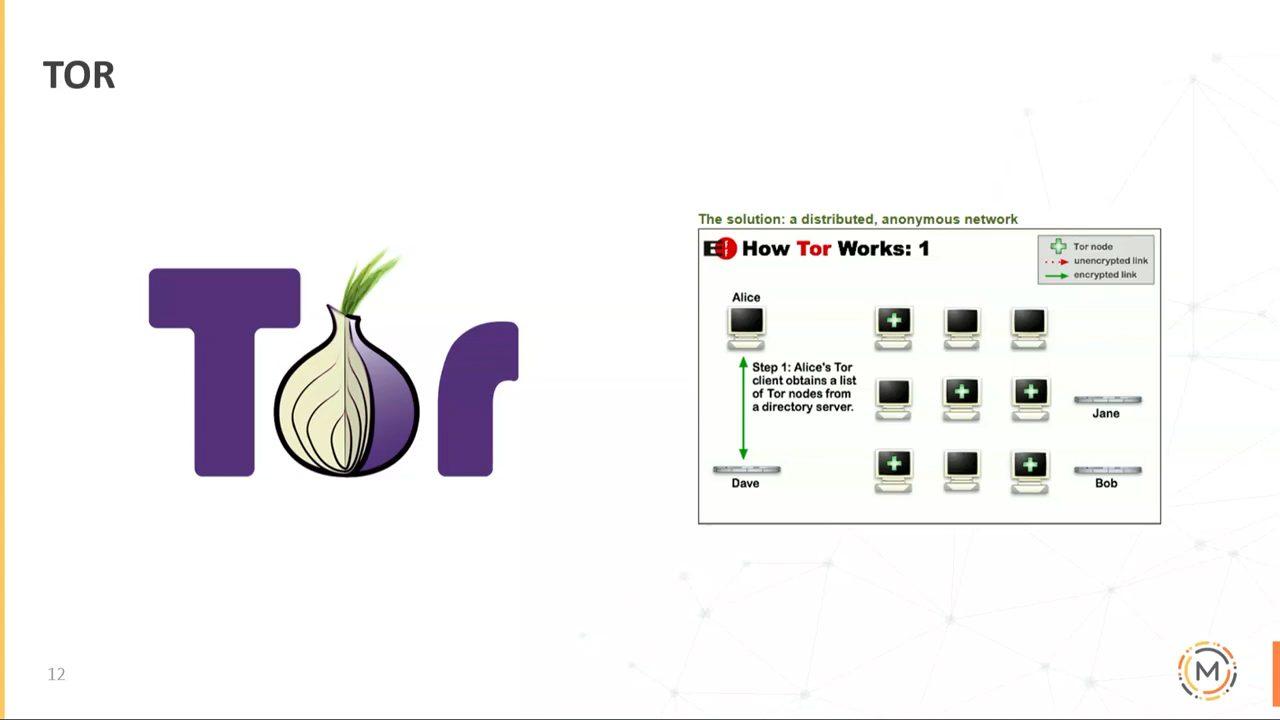 TOR
Tor
The solution: a distributed, anonymous network
EFF How Tor Works: 1
Tor node
unencrypted link
encrypted link
Alice
Step 1: Alice's Tor
client obtains a list
of Tor nodes from
a directory server.
Jane
Dave
Bob
12
M